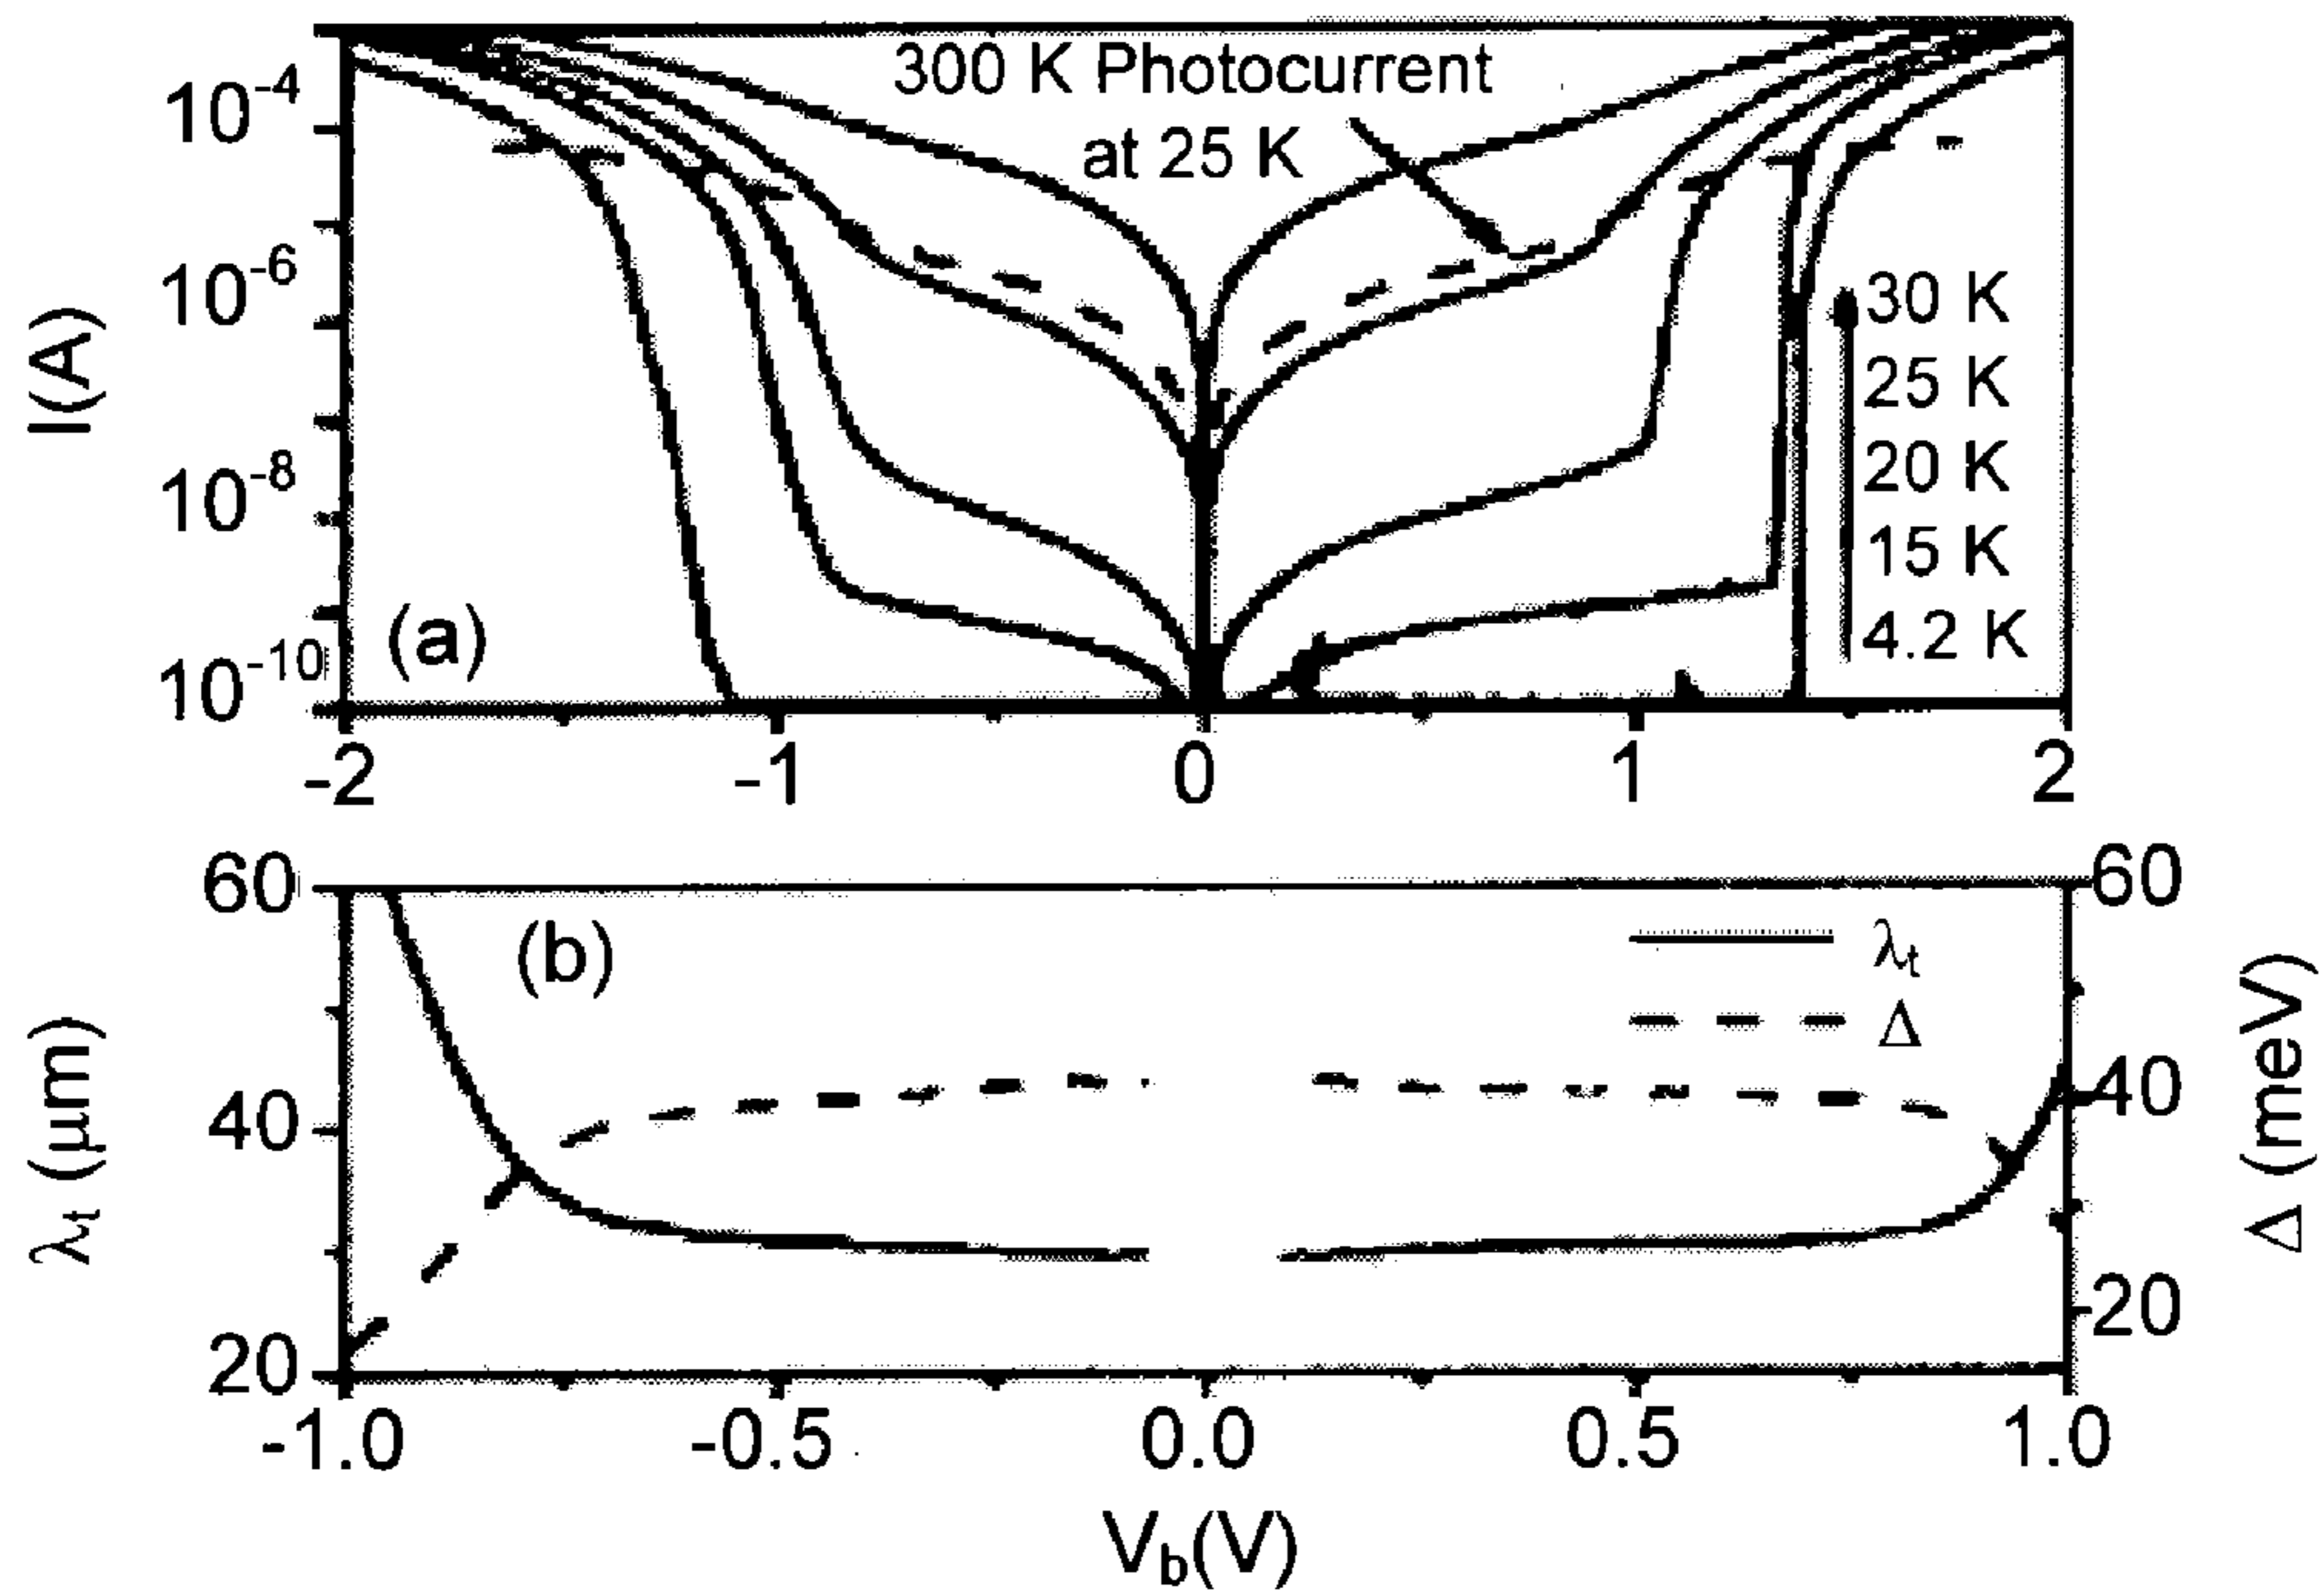 300 K Photocurrent
at 25 K
10⁻⁴
10⁻⁶
10⁻⁸
10⁻¹⁰
I(A)
30 K
25 K
20 K
15 K
4.2 K
(a)
-2 -1 0 1 2
60 40 20
λt (μm)
(b)
λt
Δ
60 40 20
Δ (meV)
-1.0 -0.5 0.0 0.5 1.0
Vb(V)